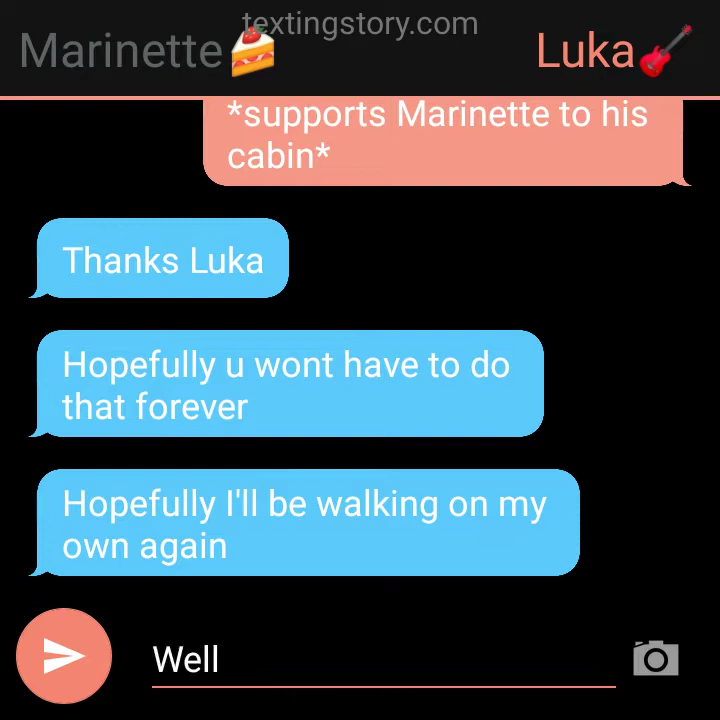 textingstory.com
Marinette🍰 Luka🎸
*supports Marinette to his
cabin*
Thanks Luka
Hopefully u wont have to do
that forever
Hopefully I'll be walking on my
own again
Well